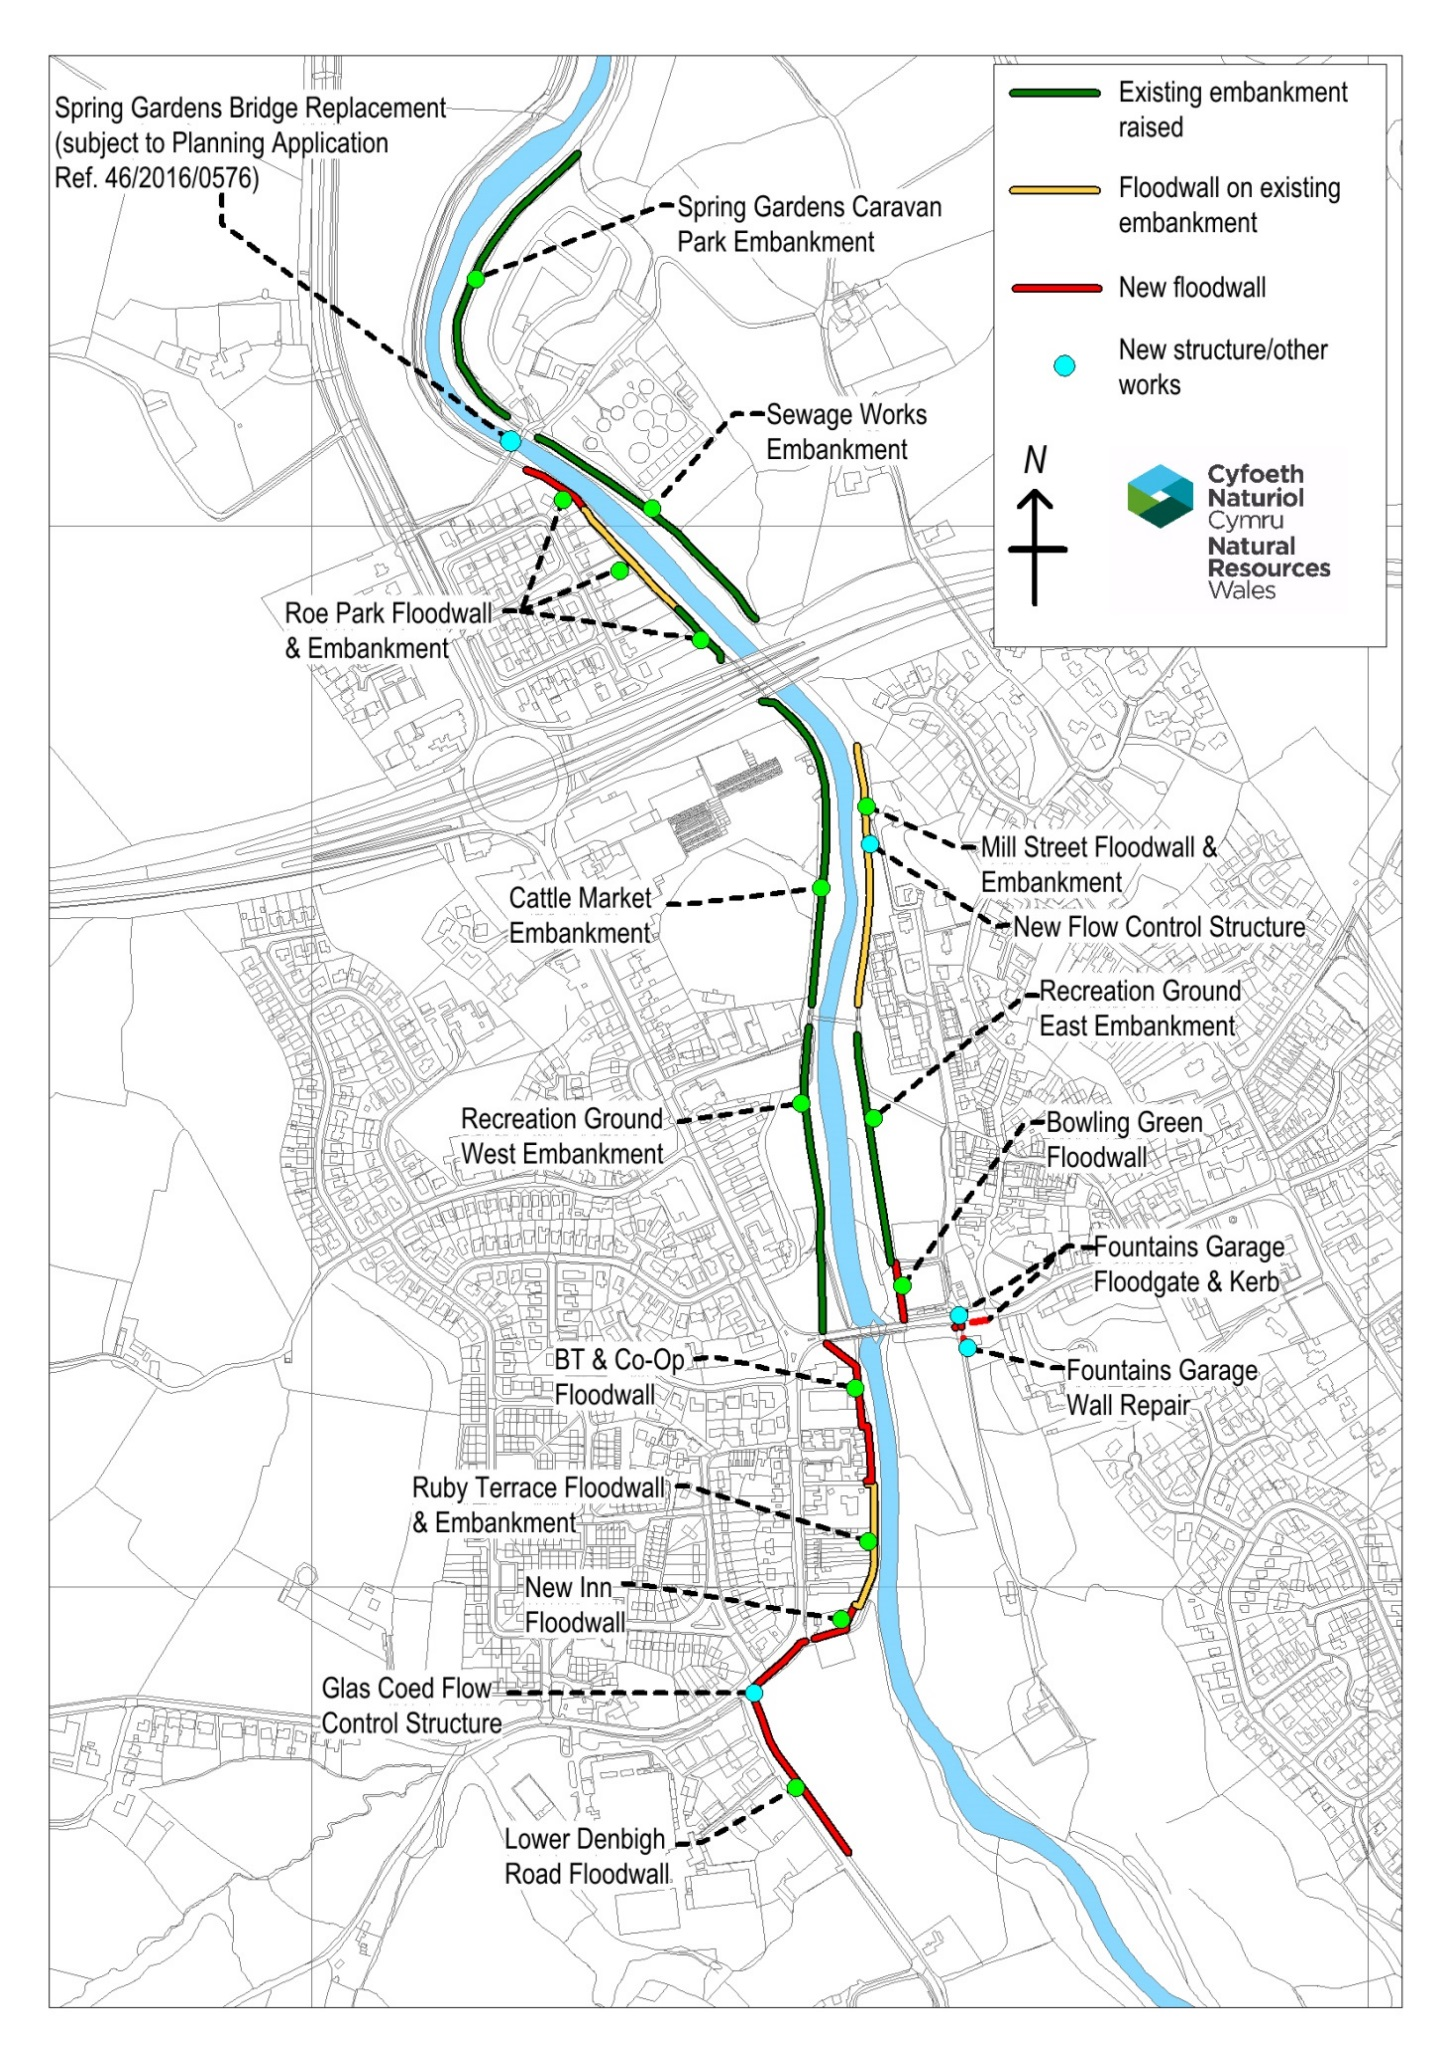 Spring Gardens Bridge Replacement
(subject to Planning Application
Ref. 46/2016/0576)
Existing embankment
raised
Floodwall on existing
embankment
New floodwall
New structure/other
works
N
Cyfoeth
Naturiol
Cymru
Natural
Resources
Wales
Spring Gardens Caravan
Park Embankment
Sewage Works
Embankment
Roe Park Floodwall
& Embankment
Mill Street Floodwall &
Embankment
Cattle Market
Embankment
New Flow Control Structure
Recreation Ground
East Embankment
Recreation Ground
West Embankment
Bowling Green
Floodwall
Fountains Garage
Floodgate & Kerb
BT & Co-Op
Floodwall
Fountains Garage
Wall Repair
Ruby Terrace Floodwall
& Embankment
New Inn
Floodwall
Glas Coed Flow
Control Structure
Lower Denbigh
Road Floodwall